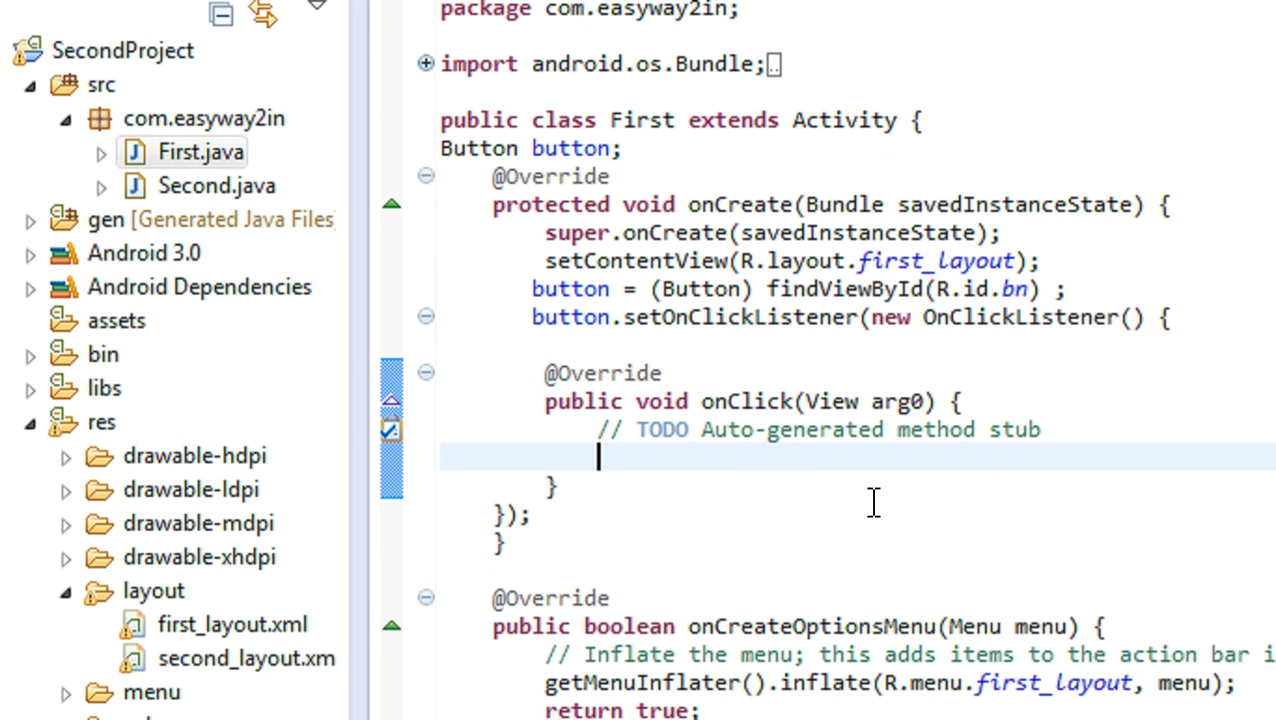 SecondProject
src
com.easyway2in
First.java
Second.java
gen [Generated Java Files
Android 3.0
Android Dependencies
assets
bin
libs
res
drawable-hdpi
drawable-ldpi
drawable-mdpi
drawable-xhdpi
layout
first_layout.xml
second_layout.xm
menu
package com.easyway2in;
import android.os.Bundle;
public class First extends Activity {
Button button;
@Override
protected void onCreate(Bundle savedInstanceState) {
super.onCreate(savedInstanceState);
setContentView(R.layout.first_layout);
button = (Button) findViewById(R.id.bn) ;
button.setOnClickListener(new OnClickListener() {
@Override
public void onClick(View arg0) {
// TODO Auto-generated method stub
}
});
}
@Override
public boolean onCreateOptionsMenu(Menu menu) {
// Inflate the menu; this adds items to the action bar i
getMenuInflater().inflate(R.menu.first_layout, menu);
return true;